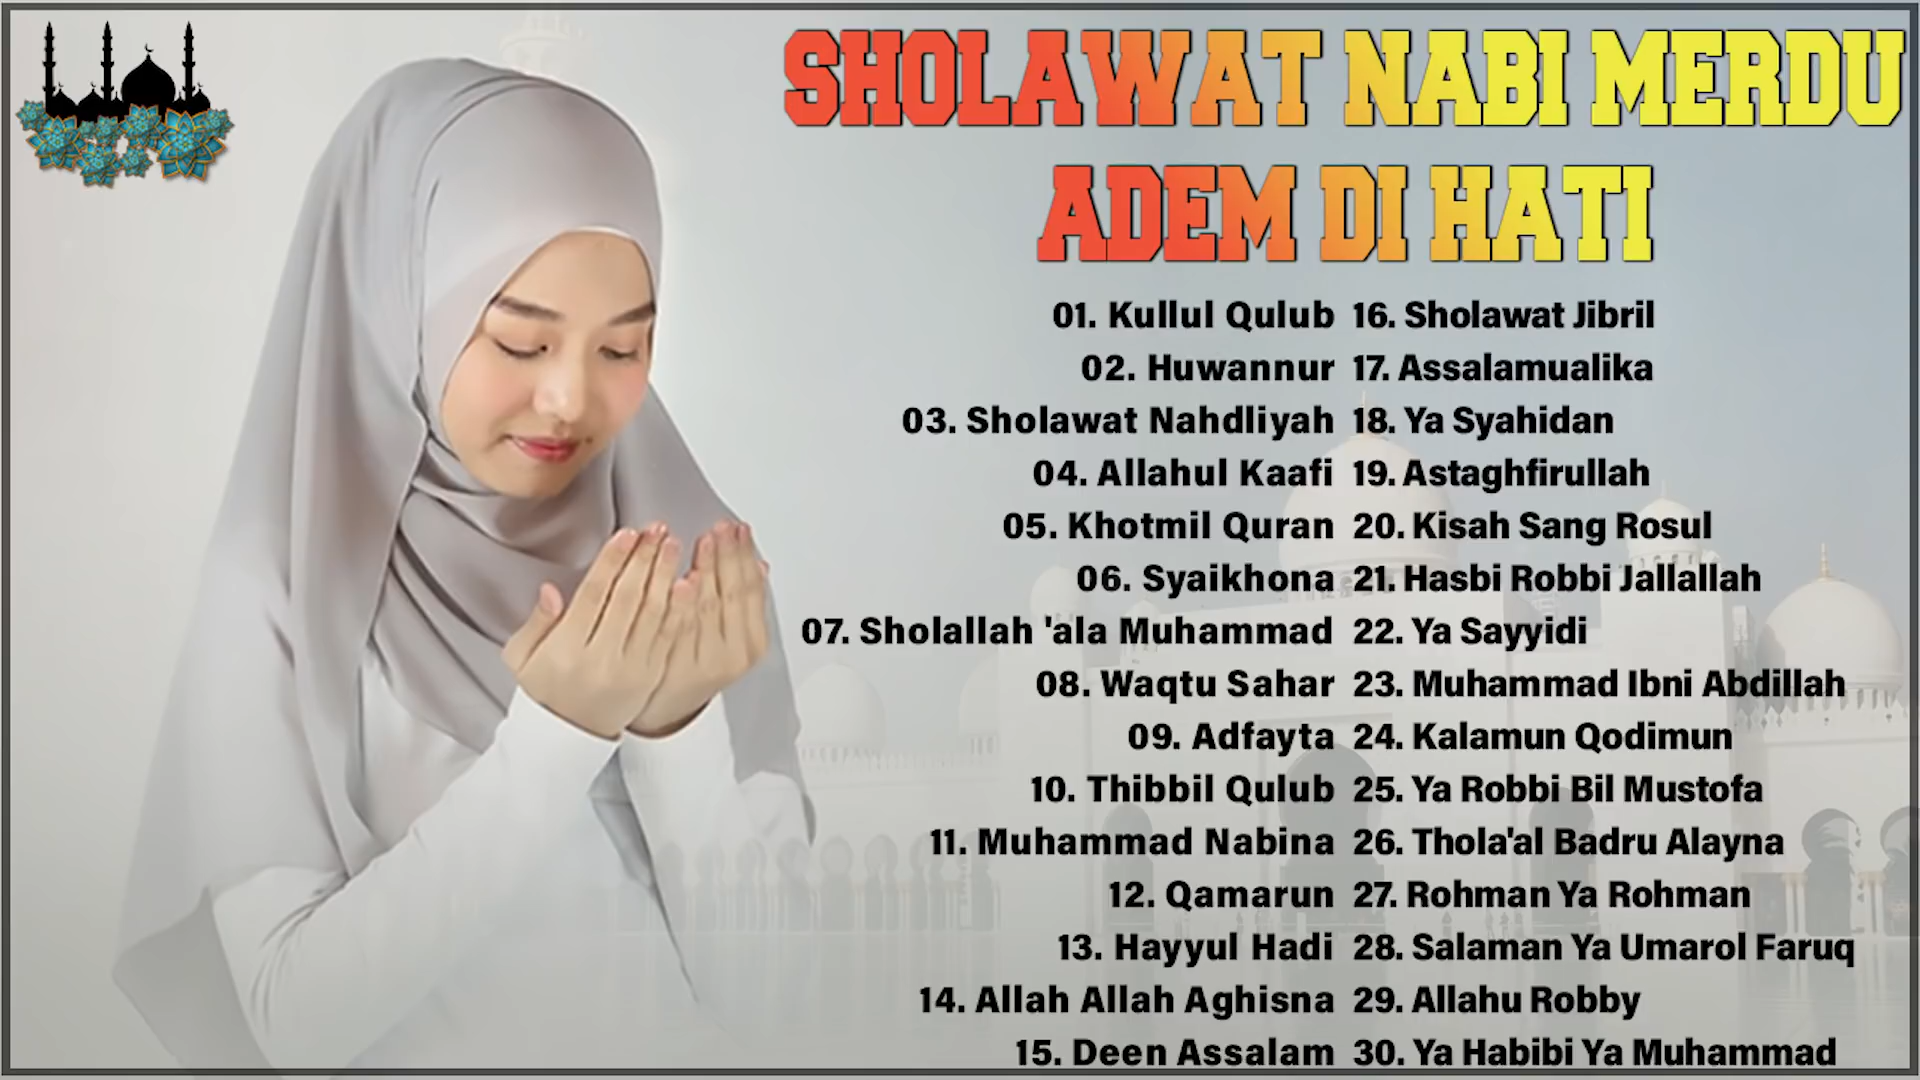 SHOLAWAT NABI MERDU
ADEM DI HATI
01. Kullul Qulub
02. Huwannur
03. Sholawat Nahdliyah
04. Allahul Kaafi
05. Khotmil Quran
06. Syaikhona
07. Sholallah 'ala Muhammad
08. Waqtu Sahar
09. Adfayta
10. Thibbil Qulub
11. Muhammad Nabina
12. Qamarun
13. Hayyul Hadi
14. Allah Allah Aghisna
15. Deen Assalam
16. Sholawat Jibril
17. Assalamualika
18. Ya Syahidan
19. Astaghfirullah
20. Kisah Sang Rosul
21. Hasbi Robbi Jallallah
22. Ya Sayyidi
23. Muhammad Ibni Abdillah
24. Kalamun Qodimun
25. Ya Robbi Bil Mustofa
26. Thola'al Badru Alayna
27. Rohman Ya Rohman
28. Salaman Ya Umarol Faruq
29. Allahu Robby
30. Ya Habibi Ya Muhammad